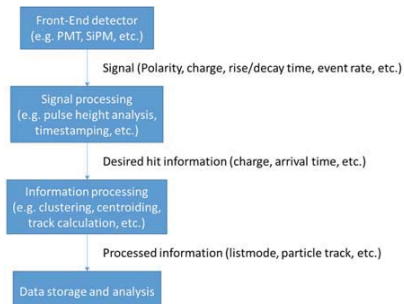 Front-End detector
(e.g. PMT, SiPM, etc.)
Signal (Polarity, charge, rise/decay time, event rate, etc.)
Signal processing
(e.g. pulse height analysis,
timestamping, etc.)
Desired hit information (charge, arrival time, etc.)
Information processing
(e.g. clustering, centroiding,
track calculation, etc.)
Processed information (listmode, particle track, etc.)
Data storage and analysis